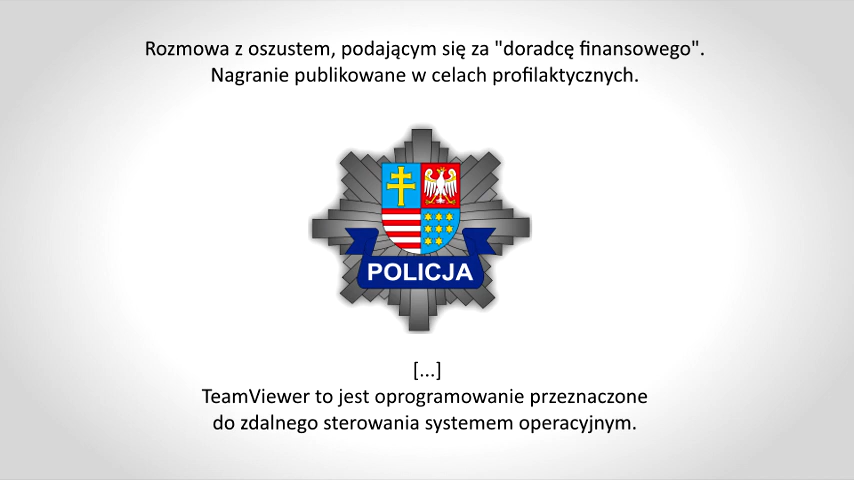 Rozmowa z oszustem, podającym się za "doradcę finansowego".
Nagranie publikowane w celach profilaktycznych.
POLICJA
[...]
TeamViewer to jest oprogramowanie przeznaczone
do zdalnego sterowania systemem operacyjnym.